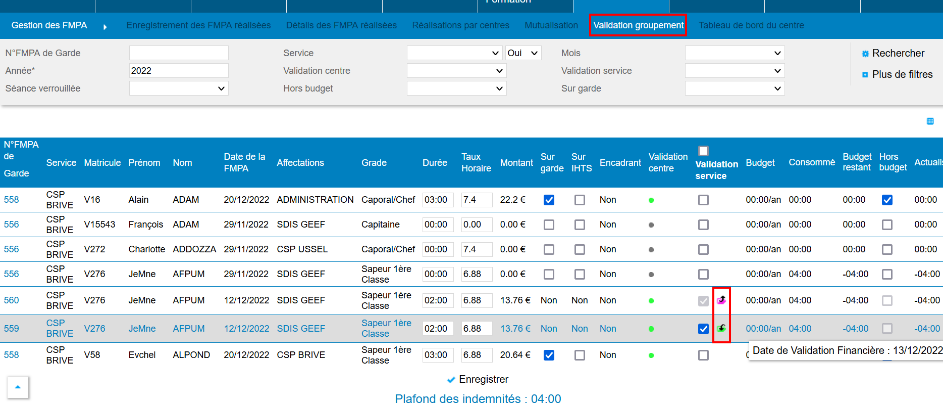 Formation
Gestion des FMPA
Enregistrement des FMPA réalisées
Détails des FMPA réalisées
Réalisations par centres
Mutualisation
Validation groupement
Tableau de bord du centre
N°FMPA de Garde
Service
Oui
Mois
Rechercher
Année*
2022
Validation centre
Validation service
Plus de filtres
Séance verrouillée
Hors budget
Sur garde
N°FMPA de Garde Service Matricule Prénom Nom Date de la FMPA Affectations Grade Durée Taux Horaire Montant Sur garde Sur IHTS Encadrant Validation centre Validation service Budget Consommé Budget restant Hors budget Actualis
558 CSP BRIVE V16 Alain ADAM 20/12/2022 ADMINISTRATION Caporal/Chef 03:00 7.4 22.2 € Non 00:00/an 00:00 00:00 00:00
556 CSP BRIVE V15543 François ADAM 29/11/2022 SDIS GEEF Capitaine 00:00 0.00 0.00 € Non 00:00/an 00:00 00:00 00:00
556 CSP BRIVE V272 Charlotte ADDOZZA 29/11/2022 CSP USSEL Caporal/Chef 00:00 7.4 0.00 € Non 00:00/an 00:00 00:00 00:00
556 CSP BRIVE V276 JeMne AFPUM 29/11/2022 SDIS GEEF Sapeur 1ère Classe 00:00 6.88 0.00 € Non 00:00/an 04:00 -04:00 04:00
560 CSP BRIVE V276 JeMne AFPUM 12/12/2022 SDIS GEEF Sapeur 1ère Classe 02:00 6.88 13.76 € Non Non Non 00:00/an 04:00 -04:00 04:00
559 CSP BRIVE V276 JeMne AFPUM 12/12/2022 SDIS GEEF Sapeur 1ère Classe 02:00 6.88 13.76 € Non Non Non 00:00/an 04:00 -04:00 04:00
558 CSP BRIVE V58 Evchel ALPOND 20/12/2022 CSP BRIVE Sapeur 1ère Classe 03:00 6.88 20.64 € Non
Date de Validation Financière : 13/12/2022
Enregistrer
Plafond des indemnités : 04:00